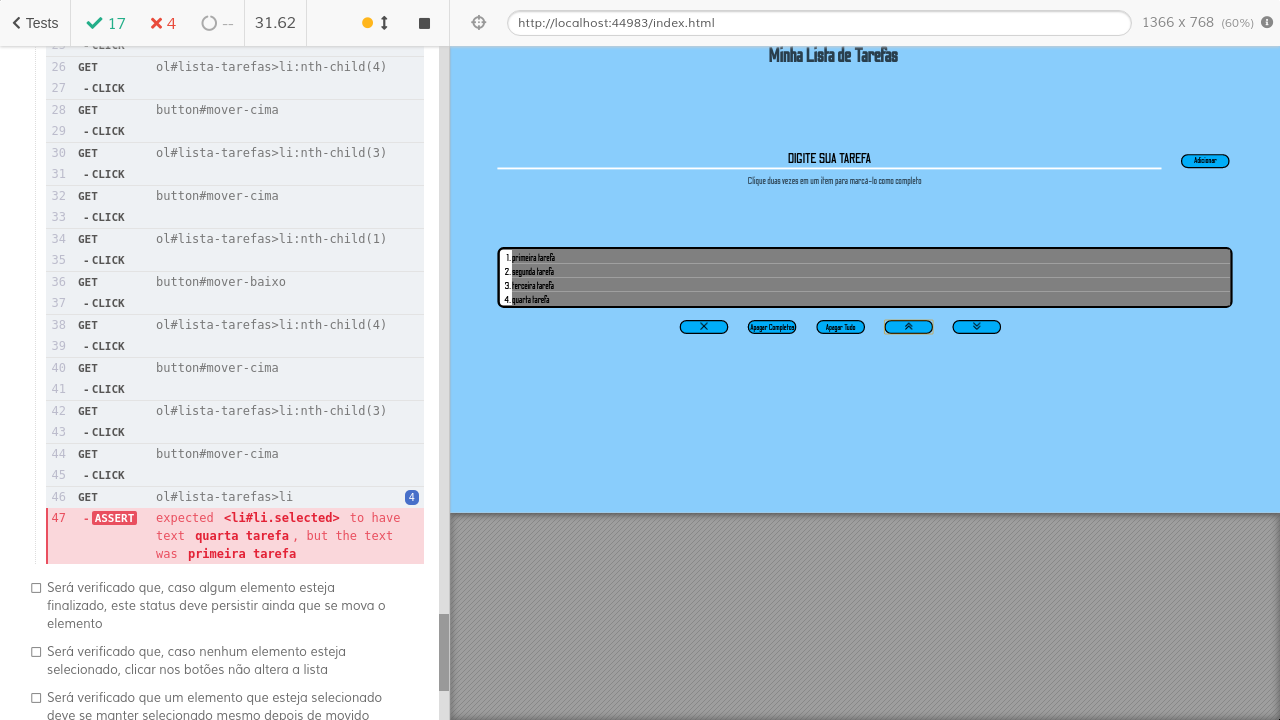 Tests
17
4
--
31.62
http://localhost:44983/index.html
1366 x 768 (60%)
- CLICK
26 GET lista-tarefas>li:nth-child(4)
27 - CLICK
28 GET button#mover-cima
29 - CLICK
30 GET ol#lista-tarefas>li:nth-child(3)
31 - CLICK
32 GET button#mover-cima
33 - CLICK
34 GET ol#lista-tarefas>li:nth-child(1)
35 - CLICK
36 GET button#mover-baixo
37 - CLICK
38 GET ol#lista-tarefas>li:nth-child(4)
39 - CLICK
40 GET button#mover-cima
41 - CLICK
42 GET ol#lista-tarefas>li:nth-child(3)
43 - CLICK
44 GET button#mover-cima
45 - CLICK
46 GET ol#lista-tarefas>li 4
47 - ASSERT expected <li#li.selected> to have
text quarta tarefa , but the text
was primeira tarefa
Será verificado que, caso algum elemento esteja
finalizado, este status deve persistir ainda que se mova o
elemento
Será verificado que, caso nenhum elemento esteja
selecionado, clicar nos botões não altera a lista
Será verificado que um elemento que esteja selecionado
deve se manter selecionado mesmo depois de movido
Minha Lista de Tarefas
DIGITE SUA TAREFA
Adicionar
Clique duas vezes em um item para marcá-lo como completo
1. primeira tarefa
2. segunda tarefa
3. terceira tarefa
4. quarta tarefa
Apagar Completos
Apagar Tudo